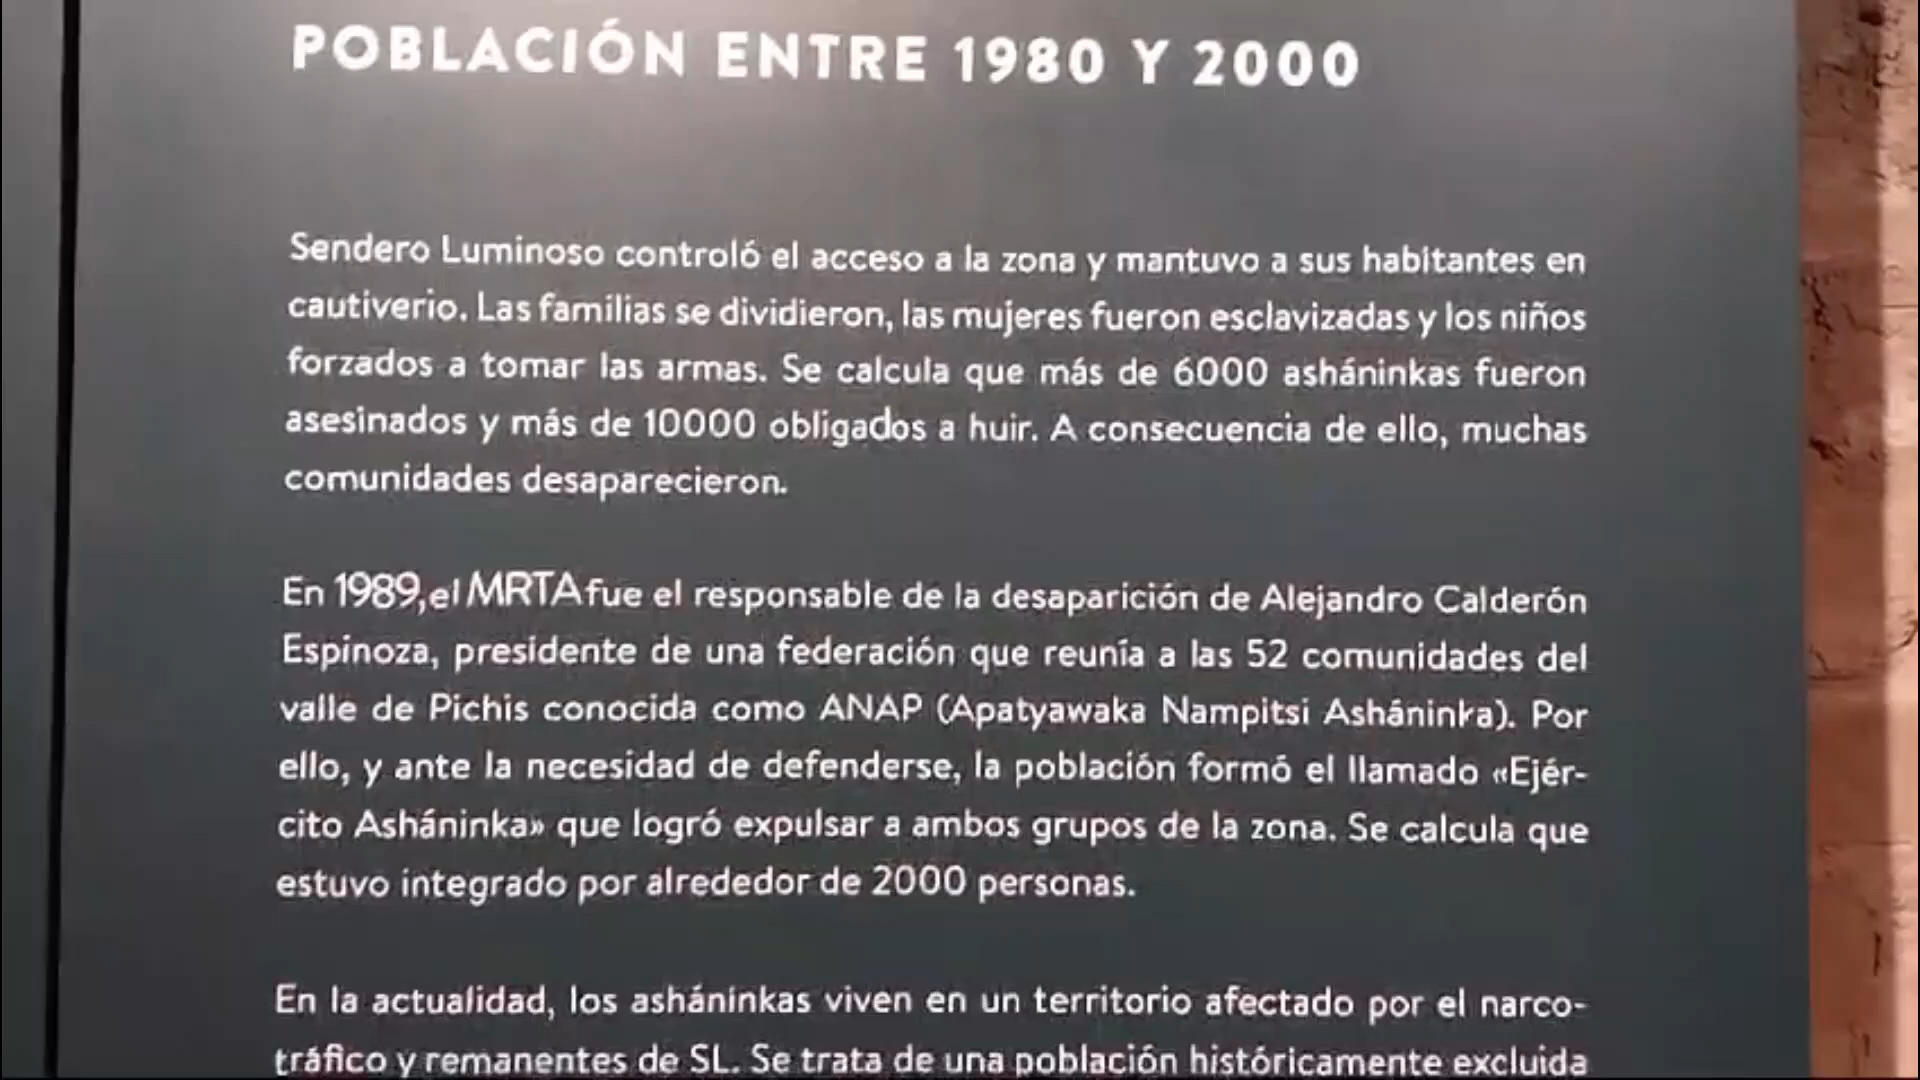 POBLACIÓN ENTRE 1980 Y 2000
Sendero Luminoso controló el acceso a la zona y mantuvo a sus habitantes en
cautiverio. Las familias se dividieron, las mujeres fueron esclavizadas y los niños
forzados a tomar las armas. Se calcula que más de 6000 asháninkas fueron
asesinados y más de 10000 obligados a huir. A consecuencia de ello, muchas
comunidades desaparecieron.
En 1989, el MRTA fue el responsable de la desaparición de Alejandro Calderón
Espinoza, presidente de una federación que reunía a las 52 comunidades del
valle de Pichis conocida como ANAP (Apatyawaka Nampitsi Asháninka). Por
ello, y ante la necesidad de defenderse, la población formó el llamado «Ejér-
cito Asháninka» que logró expulsar a ambos grupos de la zona. Se calcula que
estuvo integrado por alrededor de 2000 personas.
En la actualidad, los asháninkas viven en un territorio afectado por el narco-
tráfico y remanentes de SL. Se trata de una población históricamente excluida